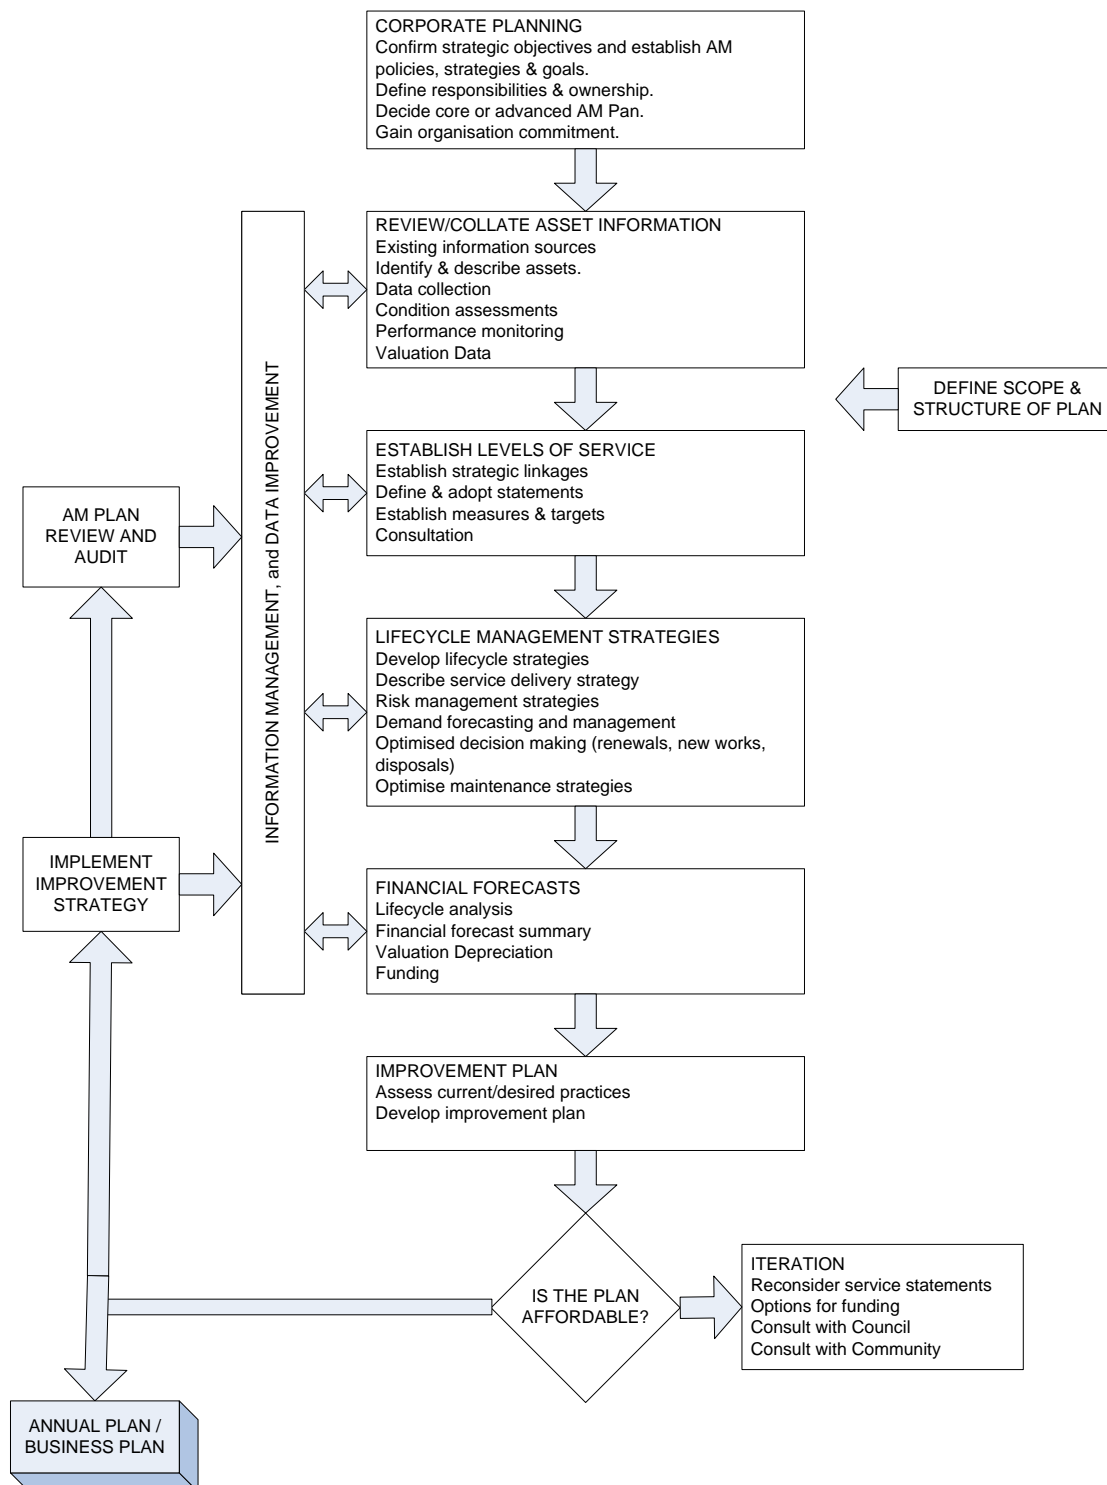 CORPORATE PLANNING
Confirm strategic objectives and establish AM
policies, strategies & goals.
Define responsibilities & ownership.
Decide core or advanced AM Pan.
Gain organisation commitment.
REVIEW/COLLATE ASSET INFORMATION
Existing information sources
Identify & describe assets.
Data collection
Condition assessments
Performance monitoring
Valuation Data
DEFINE SCOPE &
STRUCTURE OF PLAN
INFORMATION MANAGEMENT, and DATA IMPROVEMENT
ESTABLISH LEVELS OF SERVICE
Establish strategic linkages
Define & adopt statements
Establish measures & targets
Consultation
AM PLAN
REVIEW AND
AUDIT
LIFECYCLE MANAGEMENT STRATEGIES
Develop lifecycle strategies
Describe service delivery strategy
Risk management strategies
Demand forecasting and management
Optimised decision making (renewals, new works,
disposals)
Optimise maintenance strategies
IMPLEMENT
IMPROVEMENT
STRATEGY
FINANCIAL FORECASTS
Lifecycle analysis
Financial forecast summary
Valuation Depreciation
Funding
IMPROVEMENT PLAN
Assess current/desired practices
Develop improvement plan
IS THE PLAN
AFFORDABLE?
ITERATION
Reconsider service statements
Options for funding
Consult with Council
Consult with Community
ANNUAL PLAN /
BUSINESS PLAN